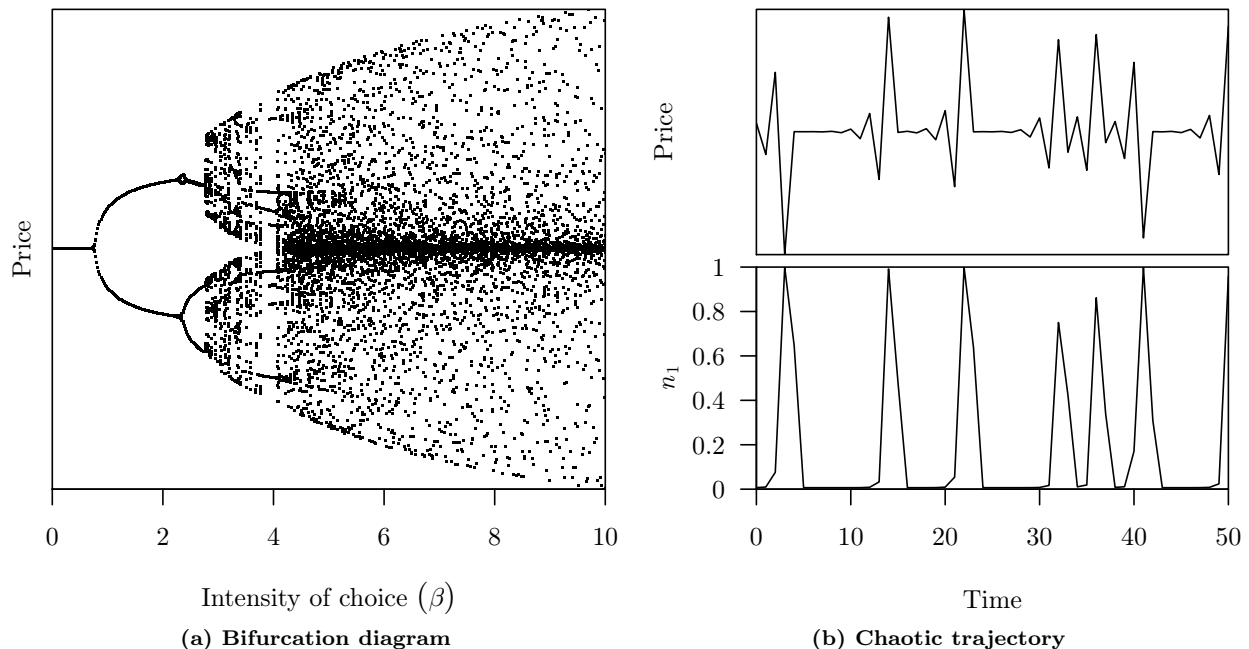 Price
0 2 4 6 8 10
Intensity of choice (β)
(a) Bifurcation diagram
Price
n₁
1
0.8
0.6
0.4
0.2
0
0 10 20 30 40 50
Time
(b) Chaotic trajectory